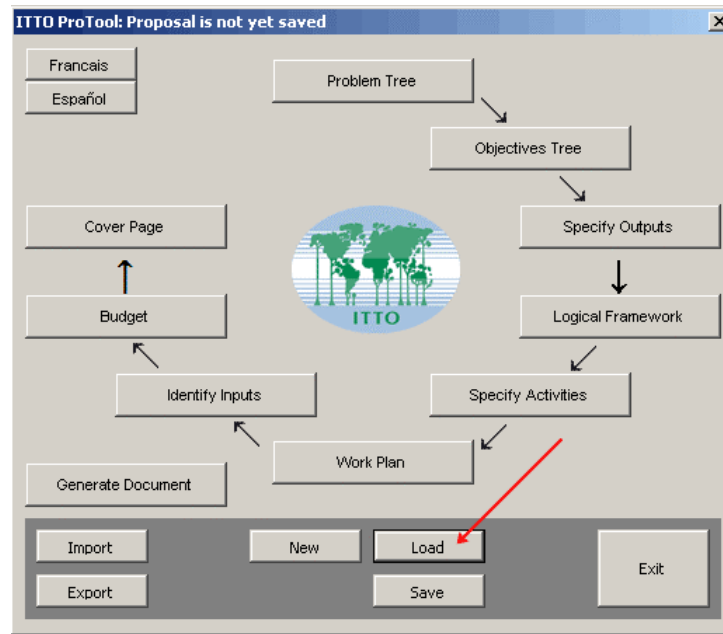 ITTO ProTool: Proposal is not yet saved
Francais
Español
Problem Tree
Objectives Tree
Cover Page
Specify Outputs
ITTO
Budget
Logical Framework
Identify Inputs
Specify Activities
Work Plan
Generate Document
Import
New
Load
Exit
Export
Save